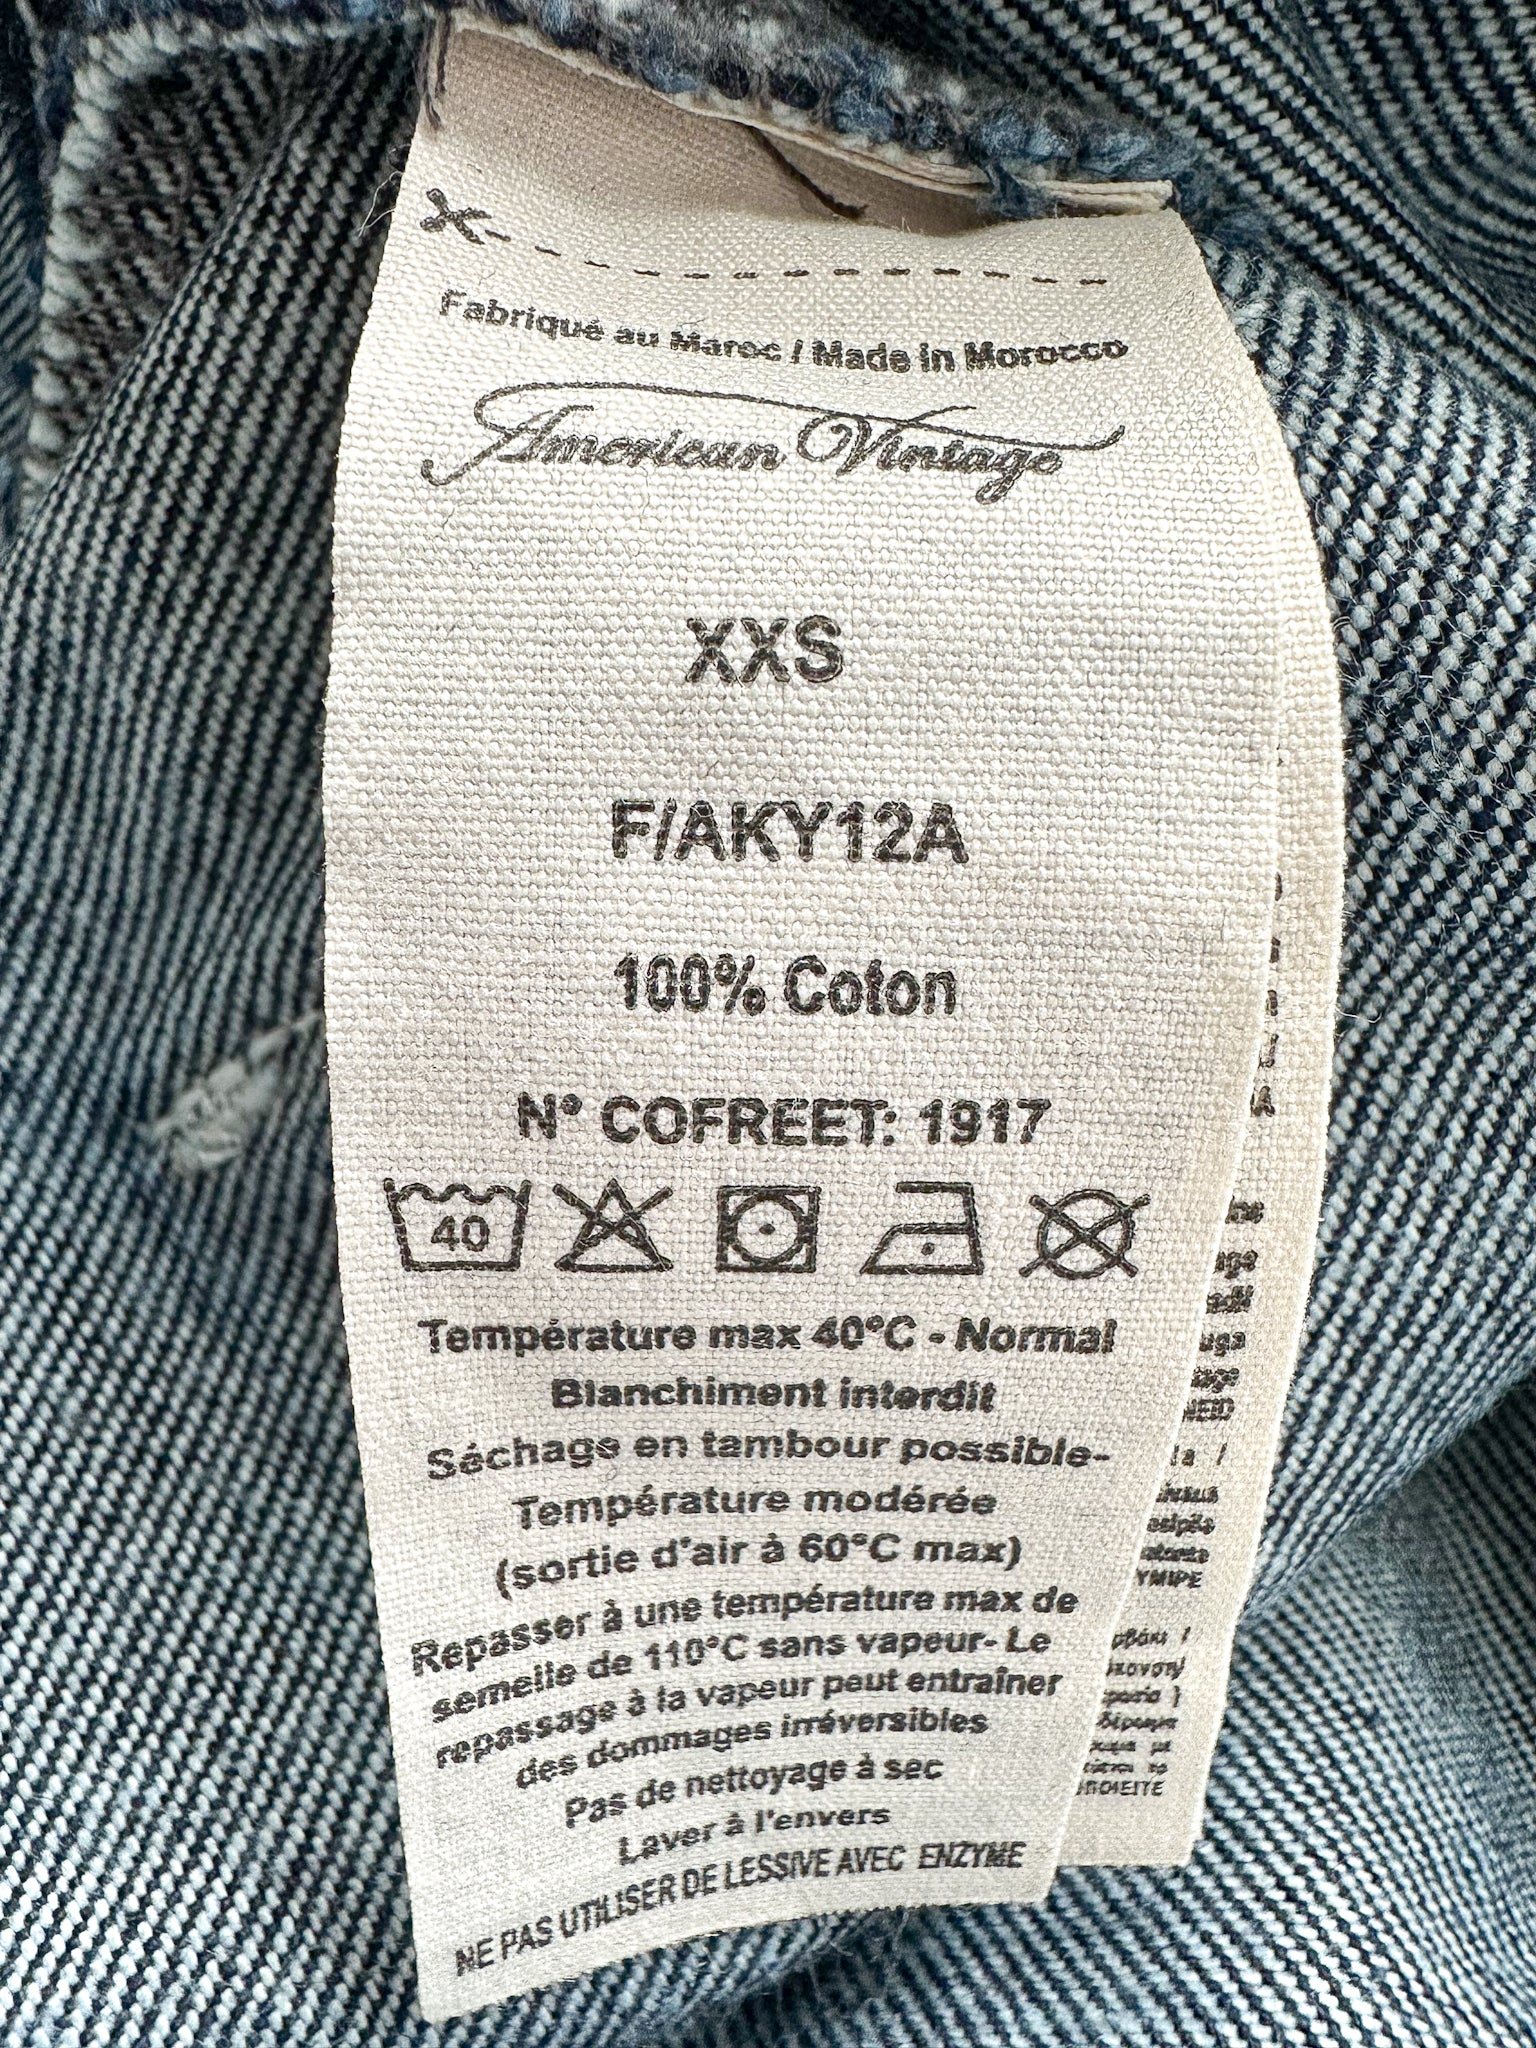 Fabriqué au Maroc / Made in Morocco
American Vintage
XXS
F/AKY12A
100% Coton
N° COFREET: 1917
40
Température max 40°C - Normal
Blanchiment interdit
Séchage en tambour possible-
Température modérée
(sortie d'air à 60°C max)
Repasser à une température max de
semelle de 110°C sans vapeur- Le
repassage à la vapeur peut entraîner
des dommages irréversibles
Pas de nettoyage à sec
Laver à l'envers
NE PAS UTILISER DE LESSIVE AVEC ENZYME